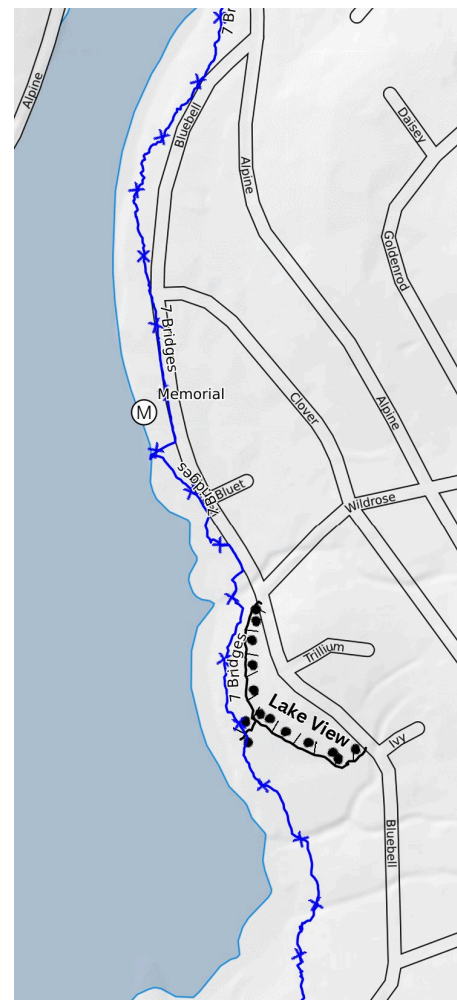 7 Br
Alpine
Bluebell
Daisey
Alpine
Goldenrod
7 Bridges
Memorial
M
Clover
Alpine
7 Bridges
Bluet
Wildrose
7 Bridges
Trillium
Lake View
Ivy
Bluebell